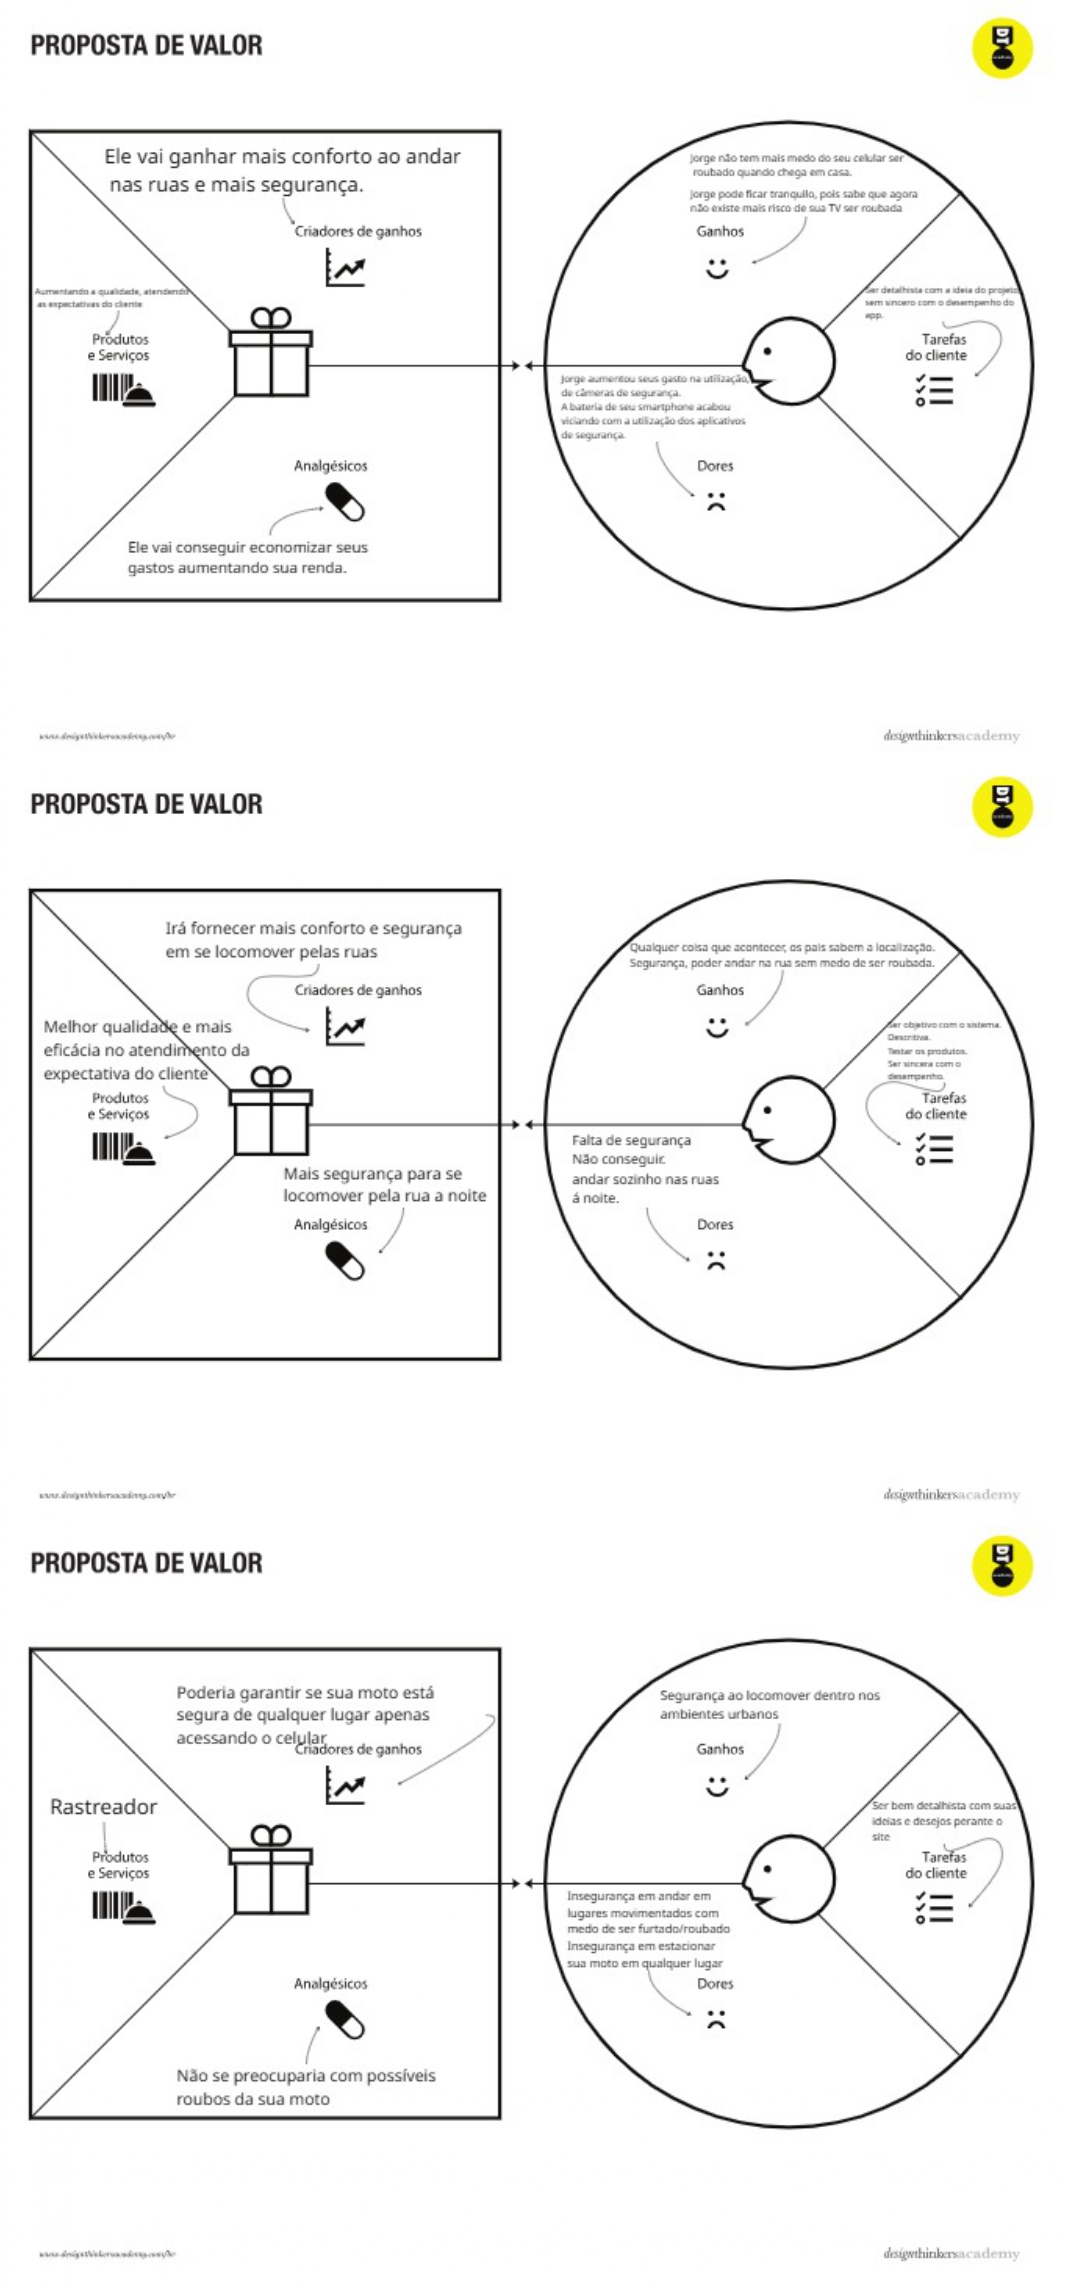 PROPOSTA DE VALOR
DT
Ele vai ganhar mais conforto ao andar
nas ruas e mais segurança.
Criadores de ganhos
Aumentando a qualidade, atendendo
as expectativas do cliente
Produtos
e Serviços
Analgésicos
Ele vai conseguir economizar seus
gastos aumentando sua renda.
Jorge não tem mais medo do seu celular ser
roubado quando chega em casa.
Jorge pode ficar tranquilo, pois sabe que agora
não existe mais risco de sua TV ser roubada
Ganhos
Ser detalhista com a ideia do projeto,
sem sincero com o desempenho do
app.
Tarefas
do cliente
Jorge aumentou seus gasto na utilização,
de câmeras de segurança.
A bateria de seu smartphone acabou
viciando com a utilização dos aplicativos
de segurança.
Dores
www.designthinkersacademy.com/br
designthinkersacademy
PROPOSTA DE VALOR
DT
Irá fornecer mais conforto e segurança
em se locomover pelas ruas
Criadores de ganhos
Melhor qualidade e mais
eficácia no atendimento da
expectativa do cliente
Produtos
e Serviços
Mais segurança para se
locomover pela rua a noite
Analgésicos
Qualquer coisa que acontecer, os pais sabem a localização.
Segurança, poder andar na rua sem medo de ser roubada.
Ganhos
Ser objetivo com o sistema.
Descritiva.
Testar os produtos.
Ser sincera com o
desempenho.
Tarefas
do cliente
Falta de segurança
Não conseguir.
andar sozinho nas ruas
á noite.
Dores
www.designthinkersacademy.com/br
designthinkersacademy
PROPOSTA DE VALOR
DT
Poderia garantir se sua moto está
segura de qualquer lugar apenas
acessando o celular
Criadores de ganhos
Rastreador
Produtos
e Serviços
Analgésicos
Não se preocuparia com possíveis
roubos da sua moto
Segurança ao locomover dentro nos
ambientes urbanos
Ganhos
Ser bem detalhista com suas
ideias e desejos perante o
site
Tarefas
do cliente
Insegurança em andar em
lugares movimentados com
medo de ser furtado/roubado
Insegurança em estacionar
sua moto em qualquer lugar
Dores
www.designthinkersacademy.com/br
designthinkersacademy